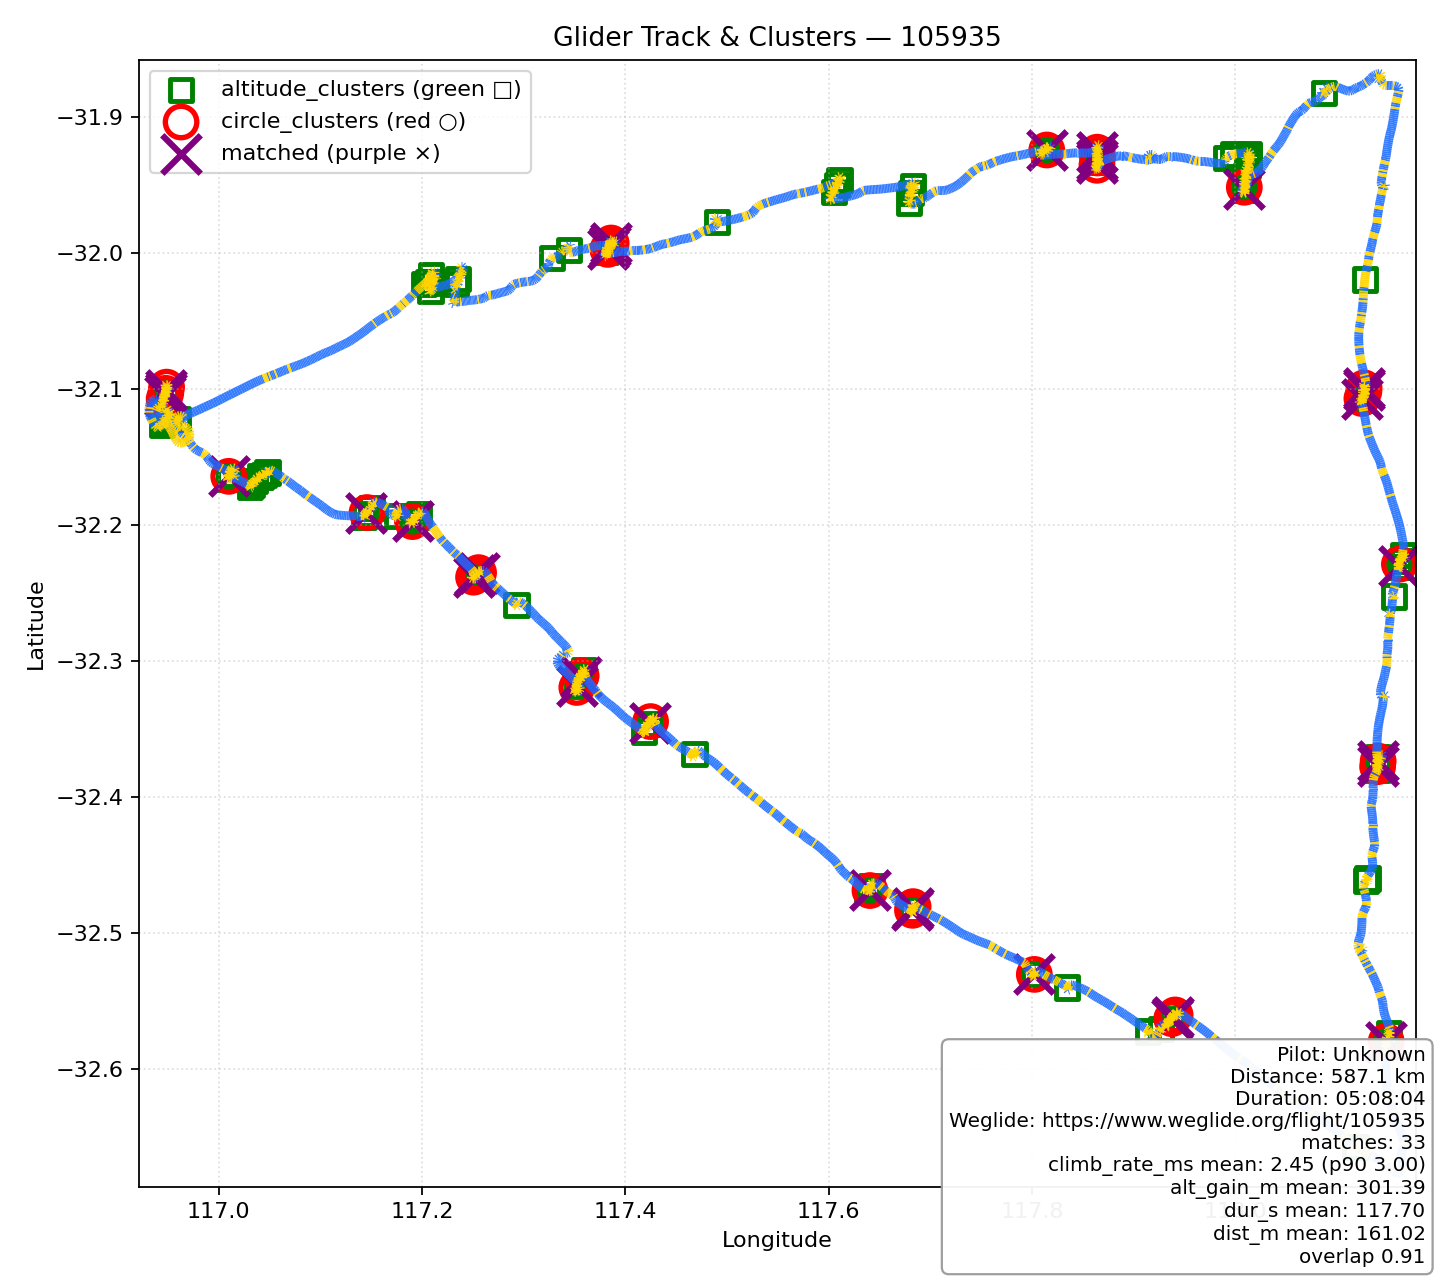 Glider Track & Clusters — 105935
altitude_clusters (green □)
circle_clusters (red ○)
matched (purple ×)
Latitude
−31.9
−32.0
−32.1
−32.2
−32.3
−32.4
−32.5
−32.6
117.0
117.2
117.4
117.6
117.8
Longitude
Pilot: Unknown
Distance: 587.1 km
Duration: 05:08:04
Weglide: https://www.weglide.org/flight/105935
matches: 33
climb_rate_ms mean: 2.45 (p90 3.00)
alt_gain_m mean: 301.39
dur_s mean: 117.70
dist_m mean: 161.02
overlap 0.91